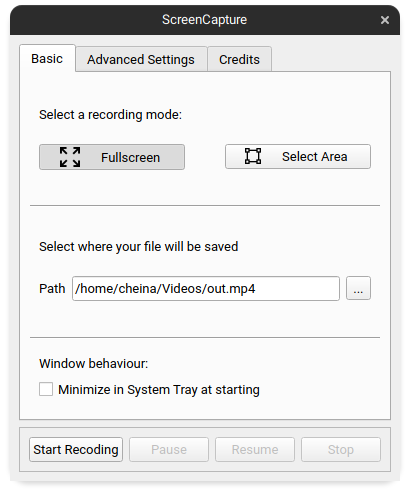 ScreenCapture
Basic Advanced Settings Credits
Select a recording mode:
Fullscreen Select Area
Select where your file will be saved
Path /home/cheina/Videos/out.mp4 ...
Window behaviour:
Minimize in System Tray at starting
Start Recoding Pause Resume Stop